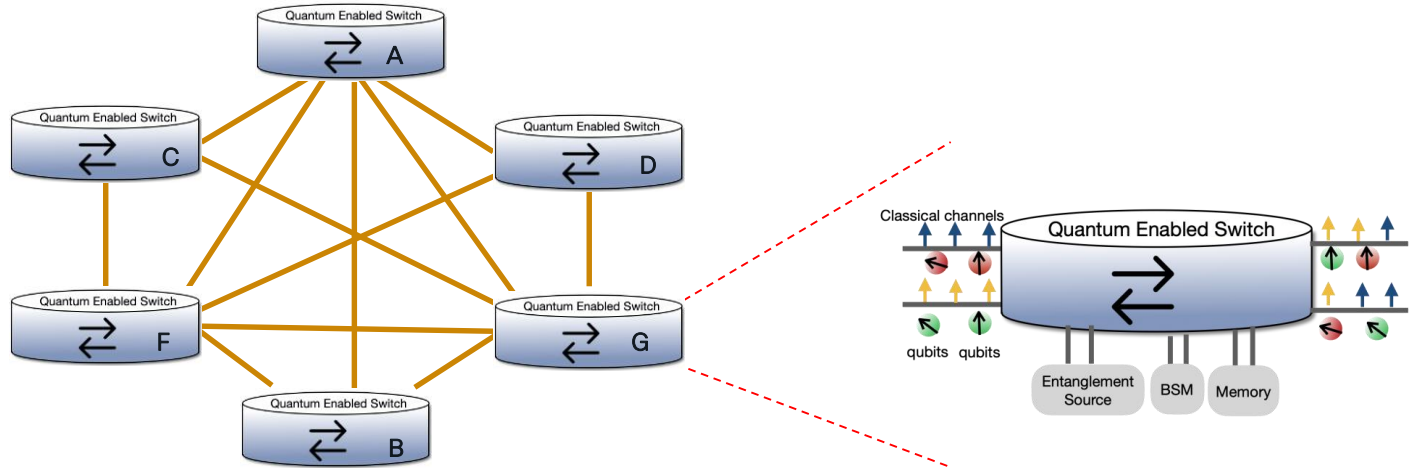 Quantum Enabled Switch
A
Quantum Enabled Switch
C
Quantum Enabled Switch
D
Quantum Enabled Switch
F
Quantum Enabled Switch
G
Quantum Enabled Switch
B
Classical channels
Quantum Enabled Switch
qubits
qubits
Entanglement
Source
BSM
Memory